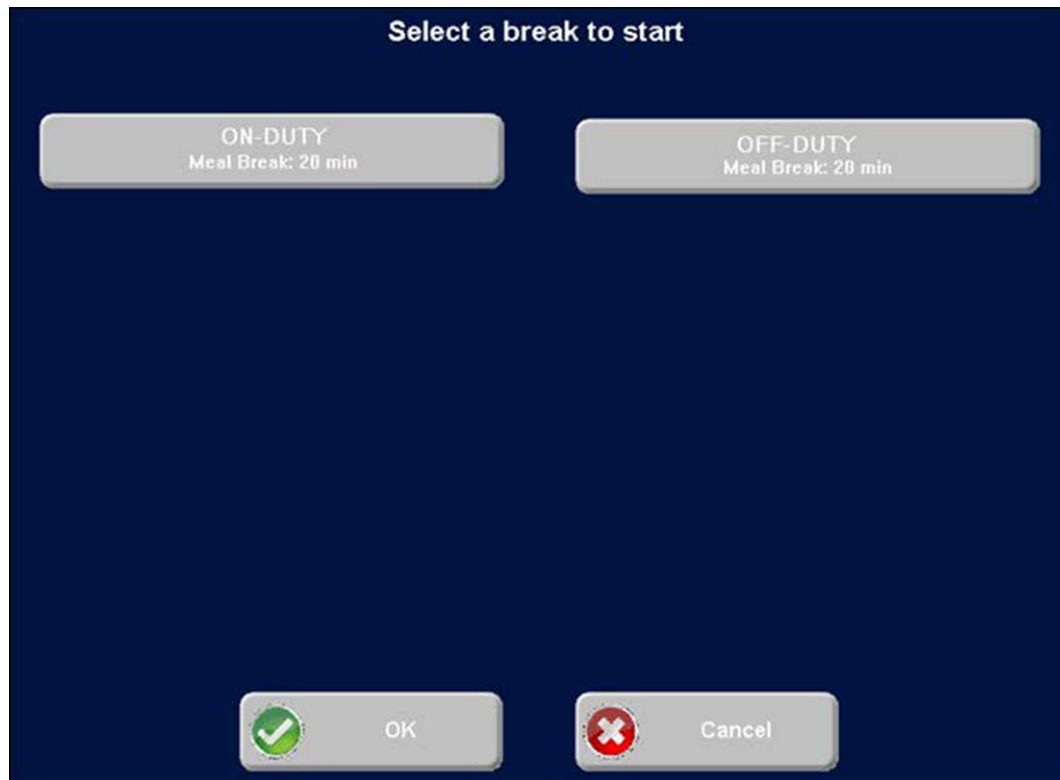 Select a break to start
ON-DUTY
Meal Break: 20 min
OFF-DUTY
Meal Break: 20 min
OK
Cancel